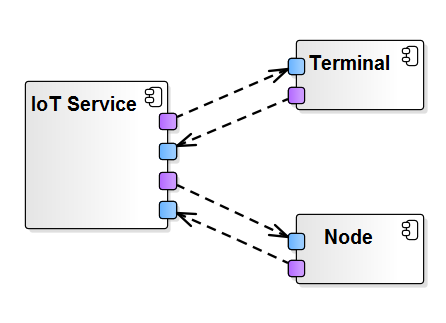 Terminal
IoT Service
Node